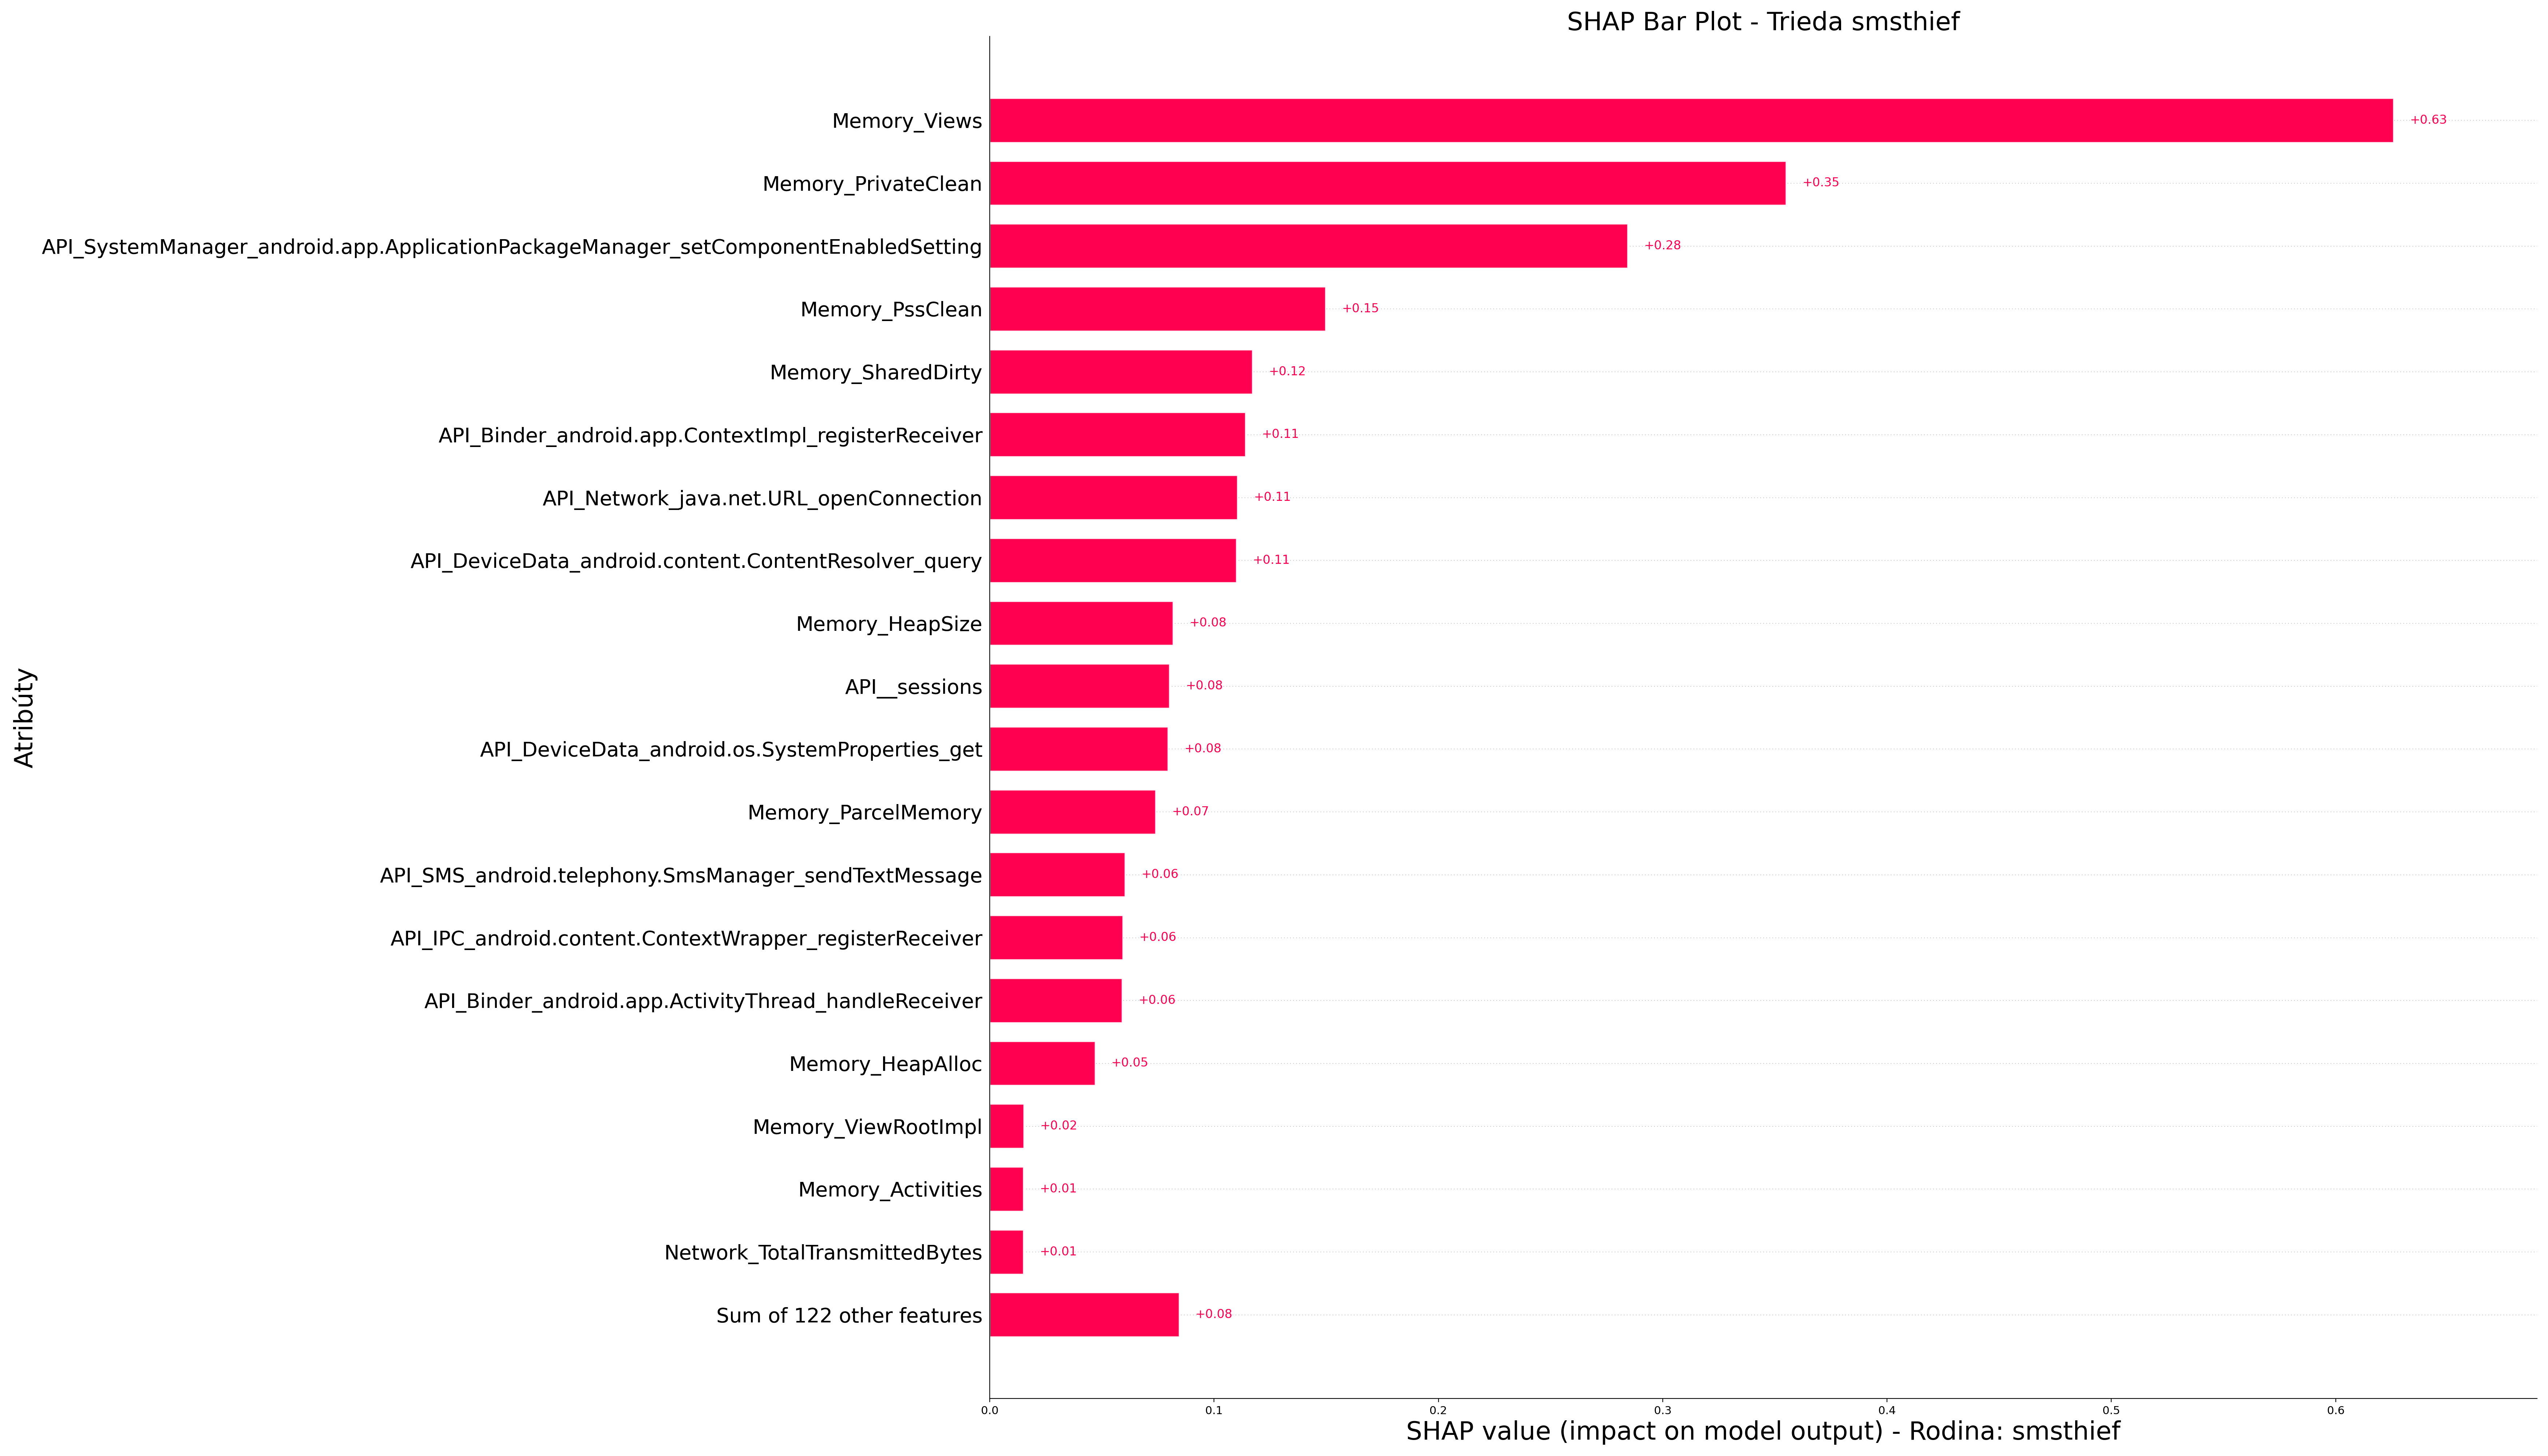 SHAP Bar Plot - Trieda smsthief
Memory_Views +0.63
Memory_PrivateClean +0.35
API_SystemManager_android.app.ApplicationPackageManager_setComponentEnabledSetting +0.28
Memory_PssClean +0.15
Memory_SharedDirty +0.12
API_Binder_android.app.ContextImpl_registerReceiver +0.11
API_Network_java.net.URL_openConnection +0.11
API_DeviceData_android.content.ContentResolver_query +0.11
Memory_HeapSize +0.08
API__sessions +0.08
API_DeviceData_android.os.SystemProperties_get +0.08
Memory_ParcelMemory +0.07
API_SMS_android.telephony.SmsManager_sendTextMessage +0.06
API_IPC_android.content.ContextWrapper_registerReceiver +0.06
API_Binder_android.app.ActivityThread_handleReceiver +0.06
Memory_HeapAlloc +0.05
Memory_ViewRootImpl +0.02
Memory_Activities +0.01
Network_TotalTransmittedBytes +0.01
Sum of 122 other features +0.08
Atribúty
0.0 0.1 0.2 0.3 0.4 0.5 0.6
SHAP value (impact on model output) - Rodina: smsthief